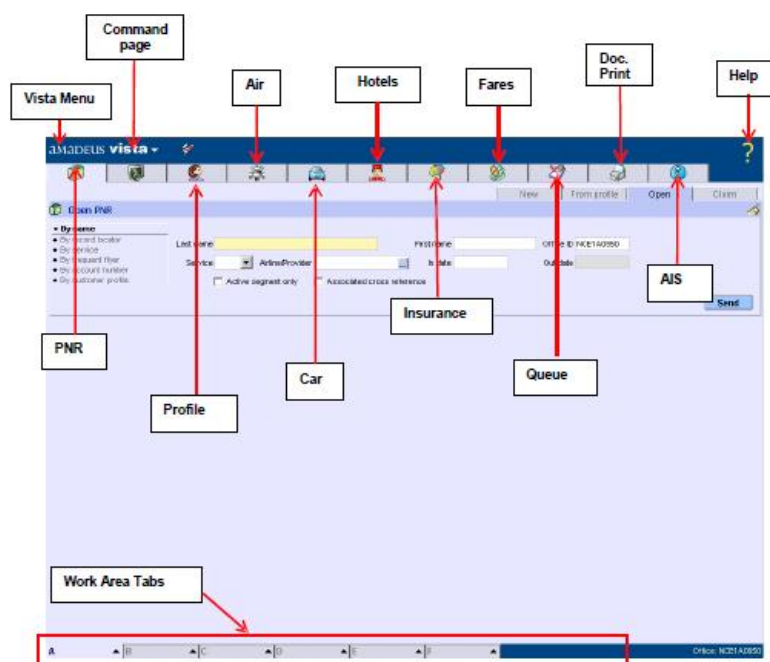 Command
page
Doc.
Print
Air
Hotels
Fares
Help
Vista Menu
amadeus vista
?
New
From profile
Open
Claim
Open PNR
By name
By record locator
By service
By frequent flyer
By account number
By customer profile
Last name
First name
Office ID NCE1A0950
Service
Airline/Provider
In date
Out date
Active segment only
Associated cross reference
Send
AIS
Insurance
PNR
Car
Queue
Profile
Work Area Tabs
A B C D E F
Office: NCE1A0950